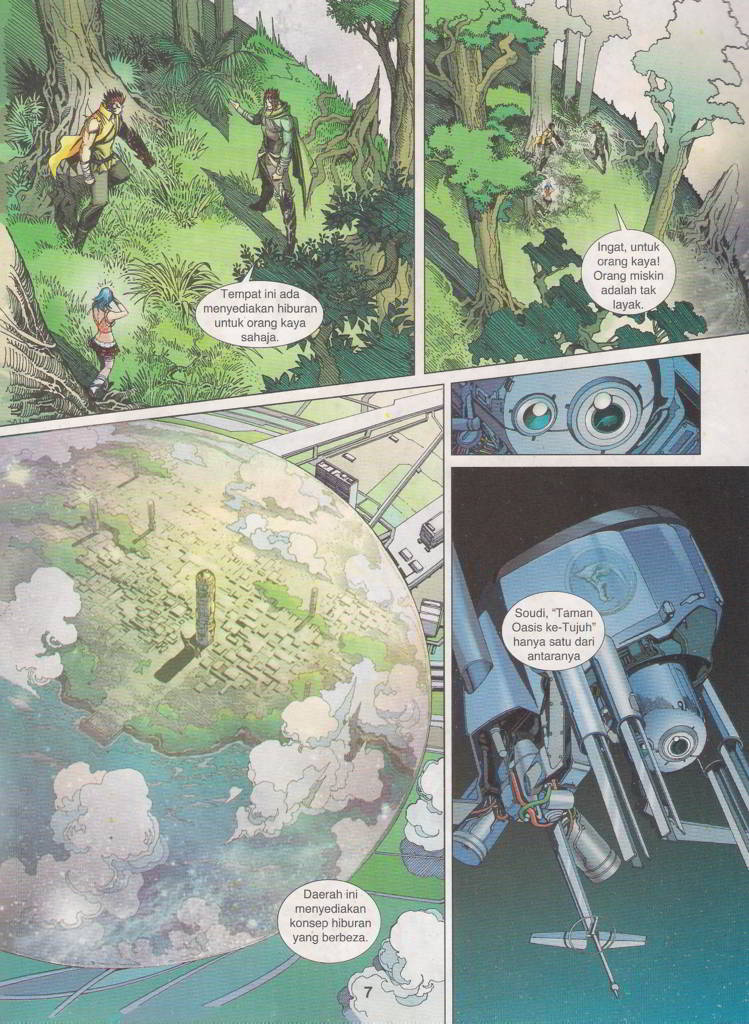 Tempat ini ada
menyediakan hiburan
untuk orang kaya
sahaja.
Ingat, untuk
orang kaya!
Orang miskin
adalah tak
layak.
Daerah ini
menyediakan
konsep hiburan
yang berbeza.
Soudi, “Taman
Oasis ke-Tujuh”
hanya satu dari
antaranya
7